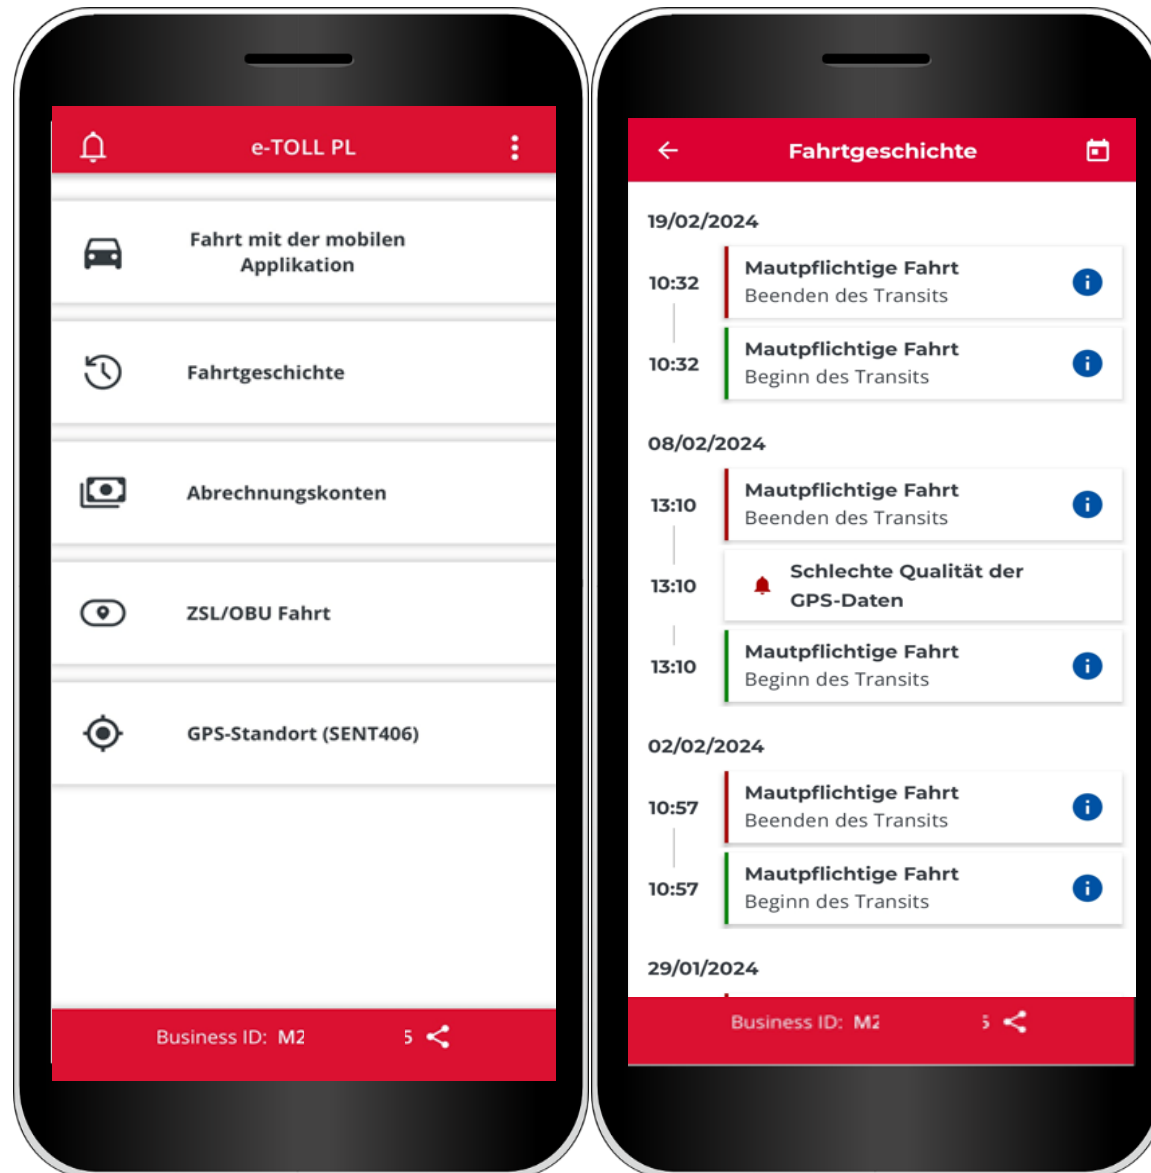 e-TOLL PL
Fahrt mit der mobilen
Applikation
Fahrtgeschichte
Abrechnungskonten
ZSL/OBU Fahrt
GPS-Standort (SENT406)
Business ID: M2 5
Fahrtgeschichte
19/02/2024
10:32
Mautpflichtige Fahrt
Beenden des Transits
10:32
Mautpflichtige Fahrt
Beginn des Transits
08/02/2024
13:10
Mautpflichtige Fahrt
Beenden des Transits
13:10
Schlechte Qualität der
GPS-Daten
13:10
Mautpflichtige Fahrt
Beginn des Transits
02/02/2024
10:57
Mautpflichtige Fahrt
Beenden des Transits
10:57
Mautpflichtige Fahrt
Beginn des Transits
29/01/2024
Business ID: M2 5